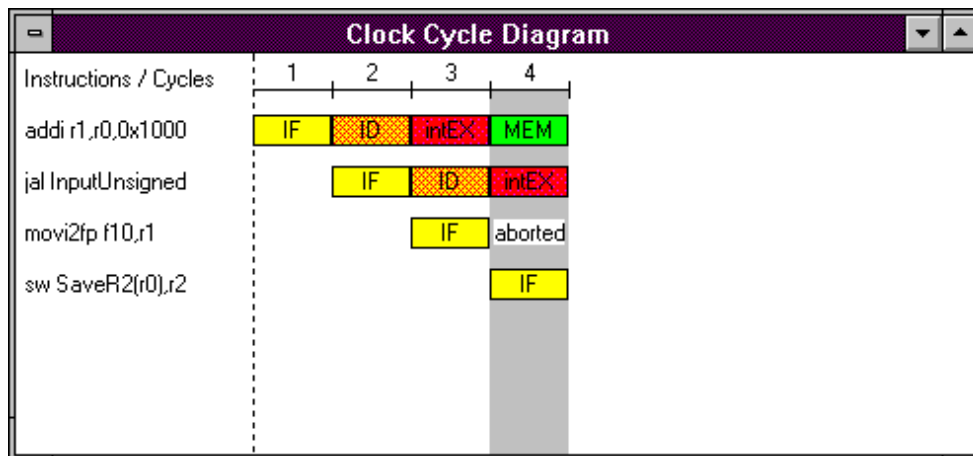 Clock Cycle Diagram
Instructions / Cycles 1 2 3 4
addi r1,r0,0x1000 IF ID intEX MEM
jal InputUnsigned IF ID intEX
movi2fp f10,r1 IF aborted
sw SaveR2(r0),r2 IF